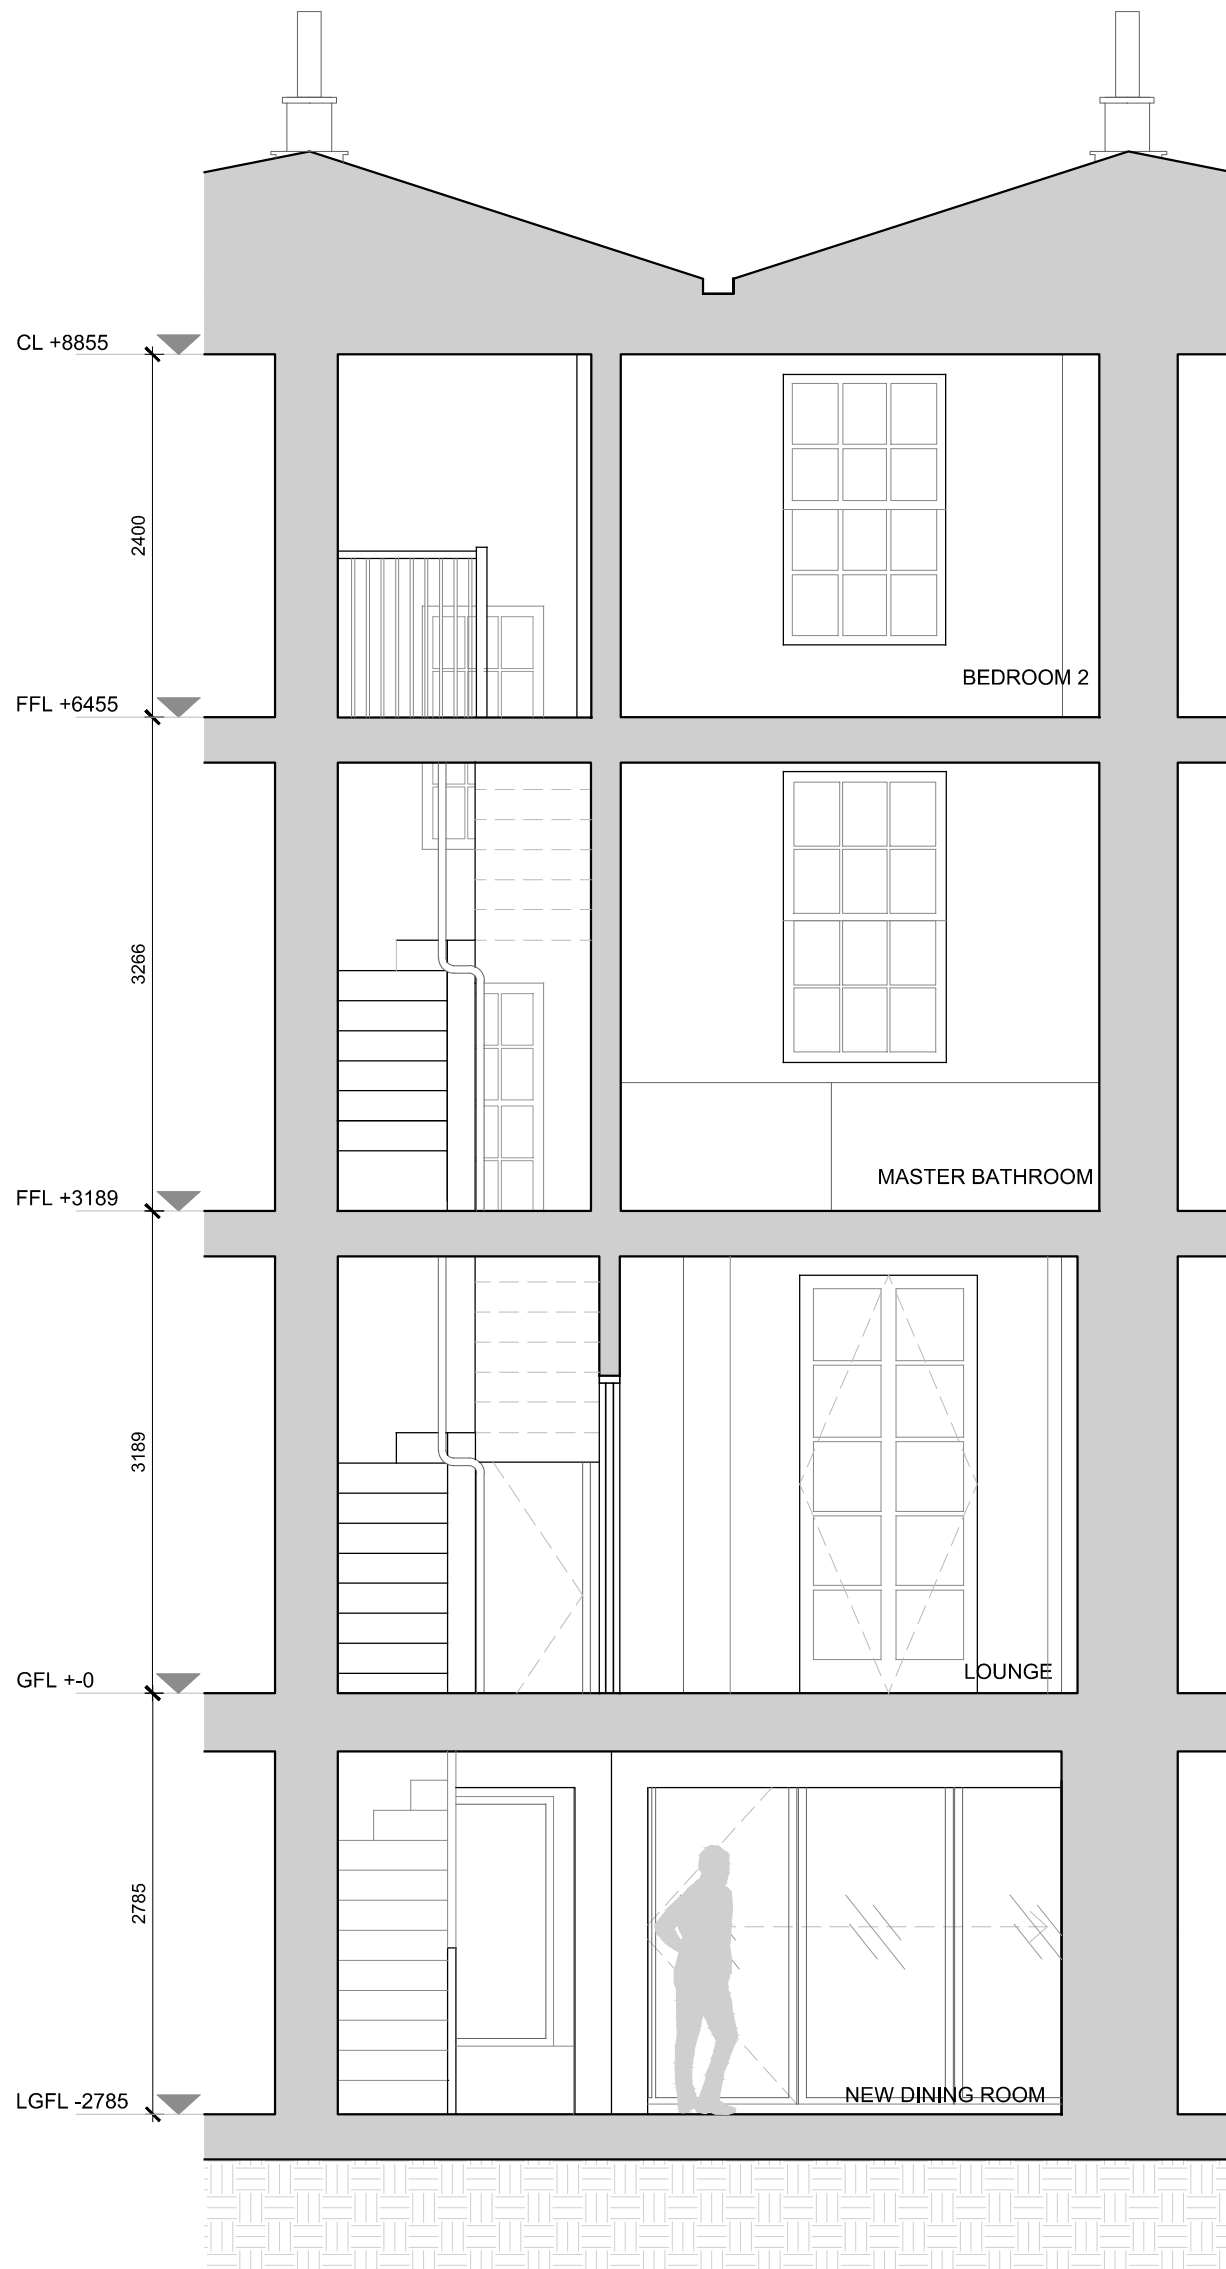 CL +8855
2400
BEDROOM 2
FFL +6455
3266
MASTER BATHROOM
FFL +3189
3189
LOUNGE
GFL +-0
2785
NEW DINING ROOM
LGFL -2785